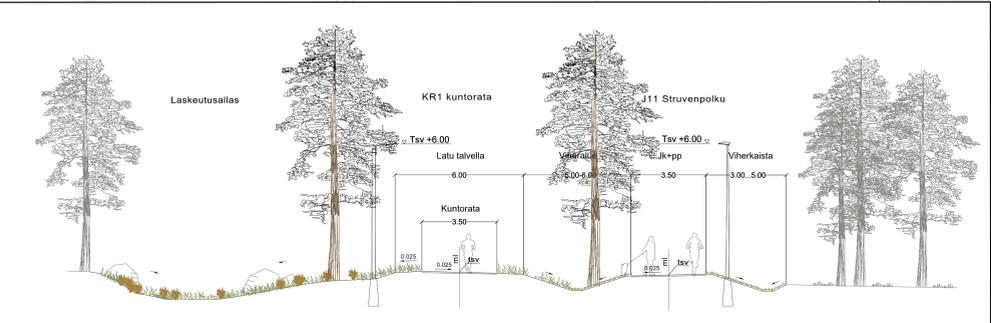 Laskeutusallas
KR1 kuntorata
J11 Struvenpolku
Tsv +6.00
Tsv +6.00
Latu talvella
Viheralue
Jk+pp
Viherkaista
6.00
5.00-6.00
3.50
3.00...5.00
Kuntorata
3.50
0.025
0.025
ml
tsv
0.025
ml
tsv